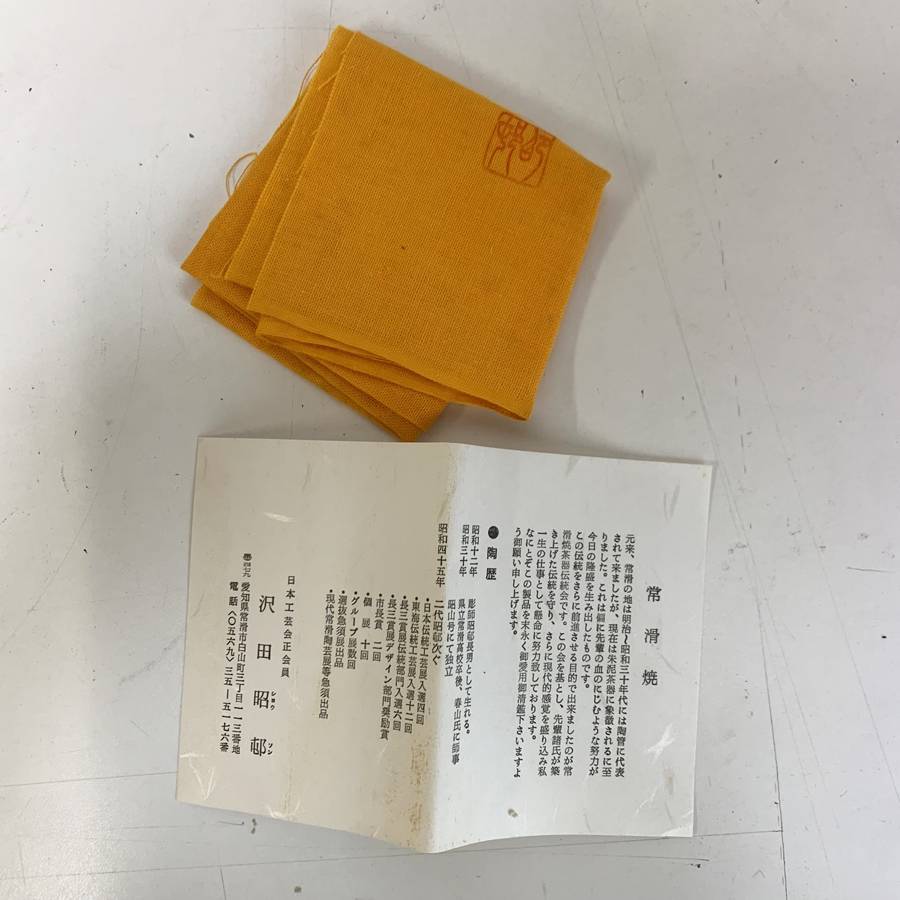 常滑焼
元来、常滑の地は明治〜昭和三十年代には陶管に代表
されて来ましたが、現在は朱泥茶器に象徴されるに至
りました。これは偏に先輩の血のにじむような努力が
今日の隆盛を生み出したものです。
この伝統をさらに前進させる目的で出来ましたのが常
滑焼茶器伝統会です。この会を基とし、先輩諸氏が築
き上げた伝統を守り、さらに現代的感覚を盛り込み私
一生の仕事として懸命に努力致しております。
なにとぞこの製品を末永く御愛用御清鑑下さいますよ
う御願い申し上げます。
●陶歴
昭和十二年 彫師昭邨長男として生れる。
昭和三十年 県立常滑高校卒後、春山氏に師事
昭山号にて独立
昭和四十五年 二代昭邨次ぐ
・日本伝統工芸展入選四回
・東海伝統工芸展入選十二回
・長三賞展伝統部門入選六回
・長三賞展デザイン部門奨励賞
・市長賞 二回
・個展 十回
・グループ展数回
・選抜急須展出品
・現代常滑陶芸展等急須出品
日本工芸会正会員
沢田昭邨
ショウ ソン
〒四七九 愛知県常滑市白山町三丁目一一三番地
電話〈〇五六九〉三五―五一七六番